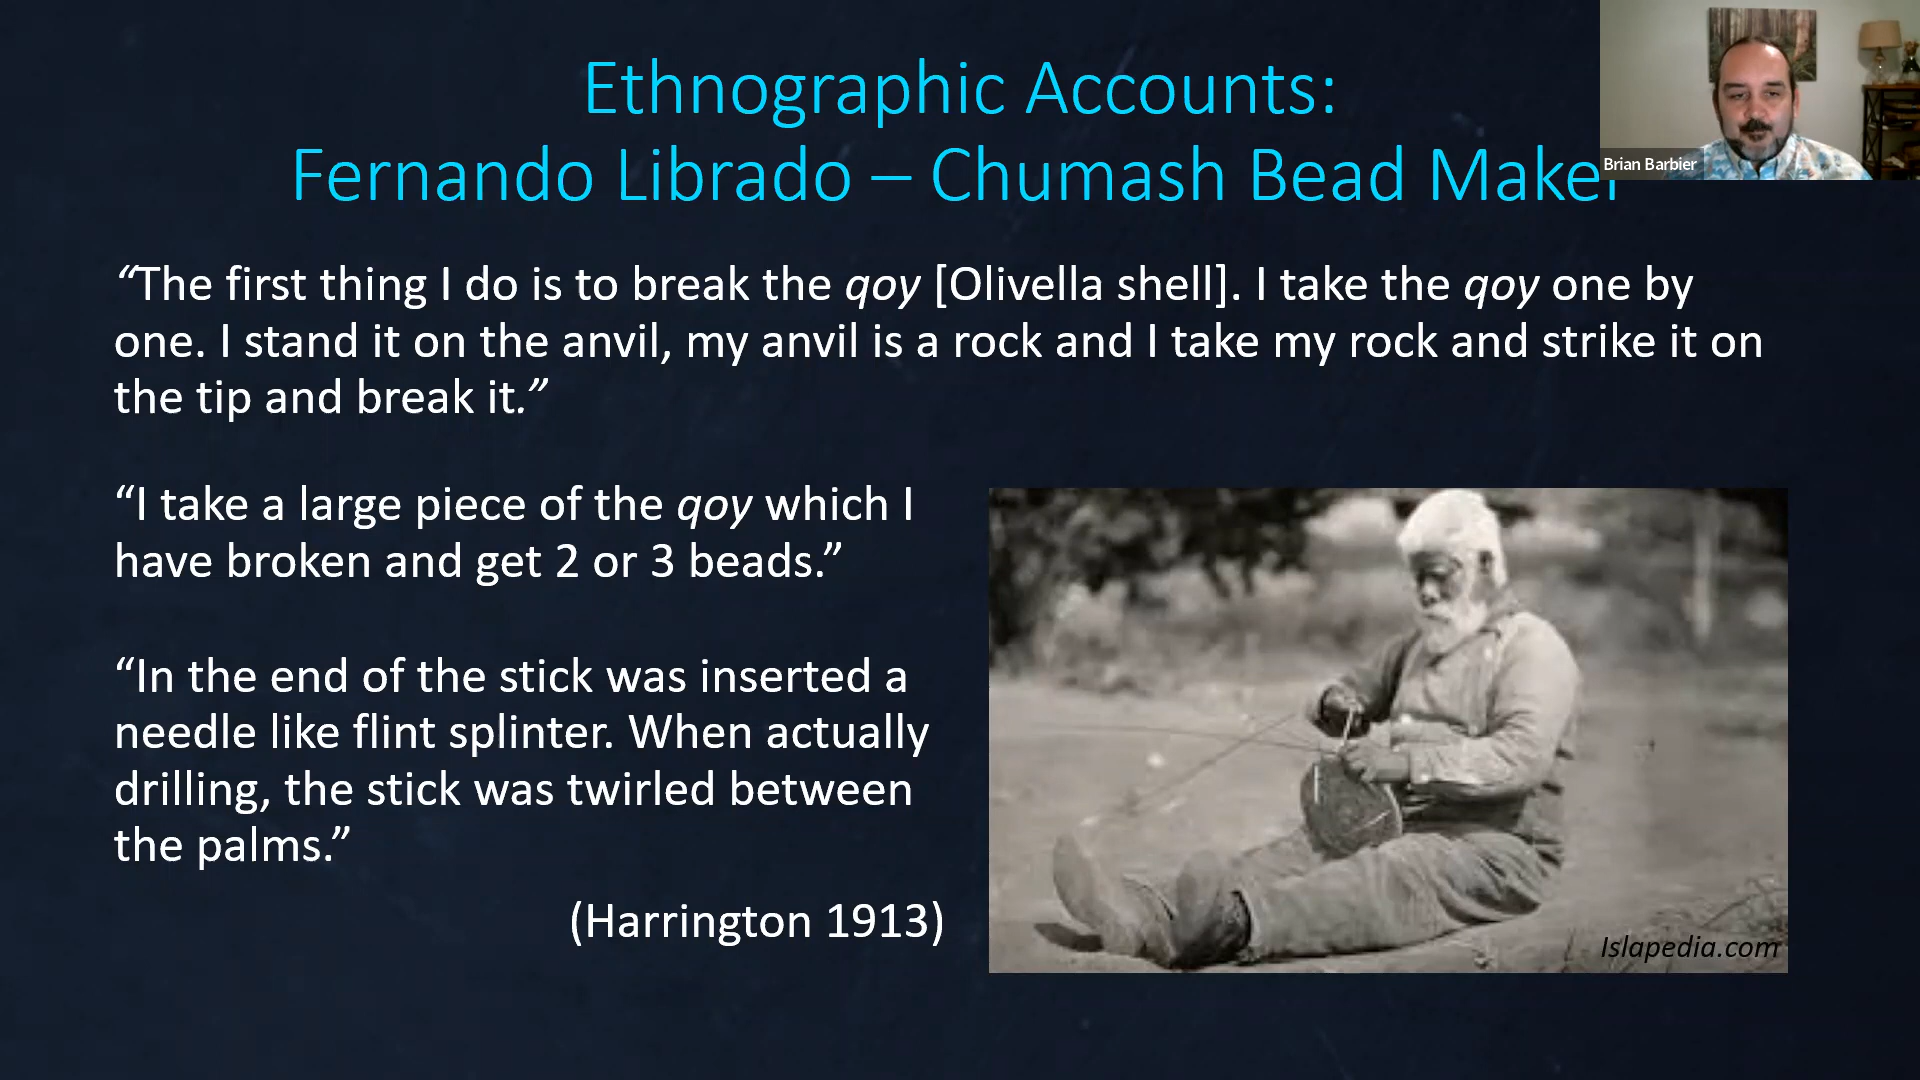 Ethnographic Accounts:
Fernando Librado – Chumash Bead Maker
Brian Barbier
“The first thing I do is to break the qoy [Olivella shell]. I take the qoy one by
one. I stand it on the anvil, my anvil is a rock and I take my rock and strike it on
the tip and break it.”
“I take a large piece of the qoy which I
have broken and get 2 or 3 beads.”
“In the end of the stick was inserted a
needle like flint splinter. When actually
drilling, the stick was twirled between
the palms.”
(Harrington 1913)
Islapedia.com